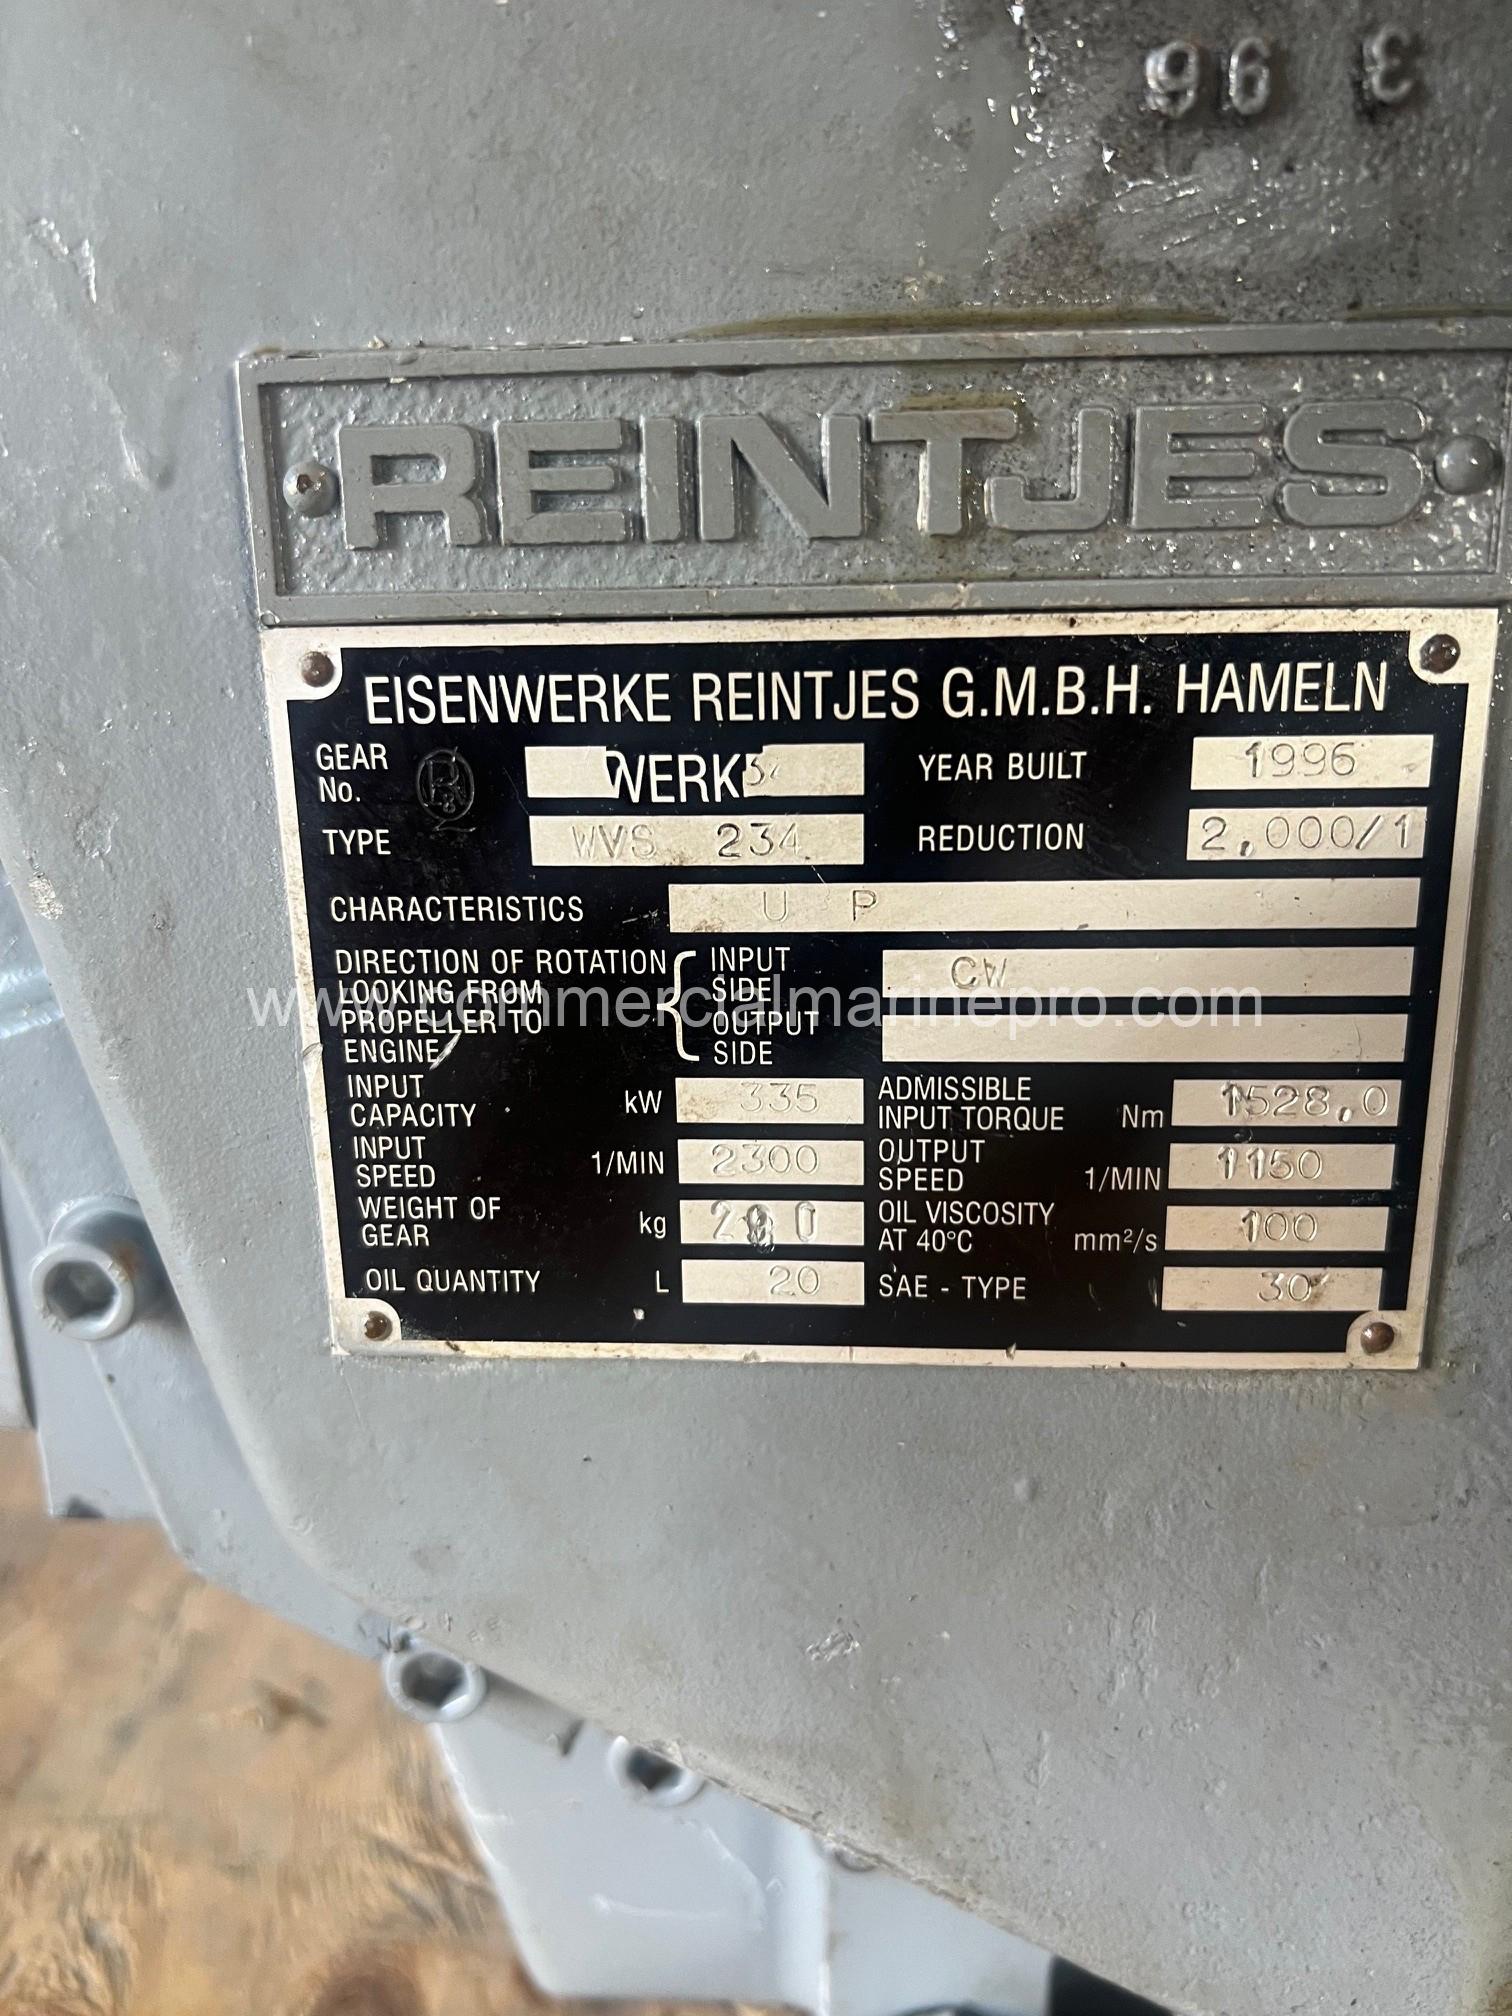 96 3
REINTJES
EISENWERKE REINTJES G.M.B.H. HAMELN
GEAR No. WERK YEAR BUILT 1996
TYPE WVS 234 REDUCTION 2,000/1
CHARACTERISTICS U P
DIRECTION OF ROTATION
LOOKING FROM
PROPELLER TO
ENGINE
INPUT SIDE CW
OUTPUT SIDE
www.commercialmarinepro.com
INPUT CAPACITY kW 335 ADMISSIBLE INPUT TORQUE Nm 1528,0
INPUT SPEED 1/MIN 2300 OUTPUT SPEED 1/MIN 1150
WEIGHT OF GEAR kg OIL VISCOSITY AT 40°C mm²/s 100
OIL QUANTITY L 20 SAE - TYPE 30